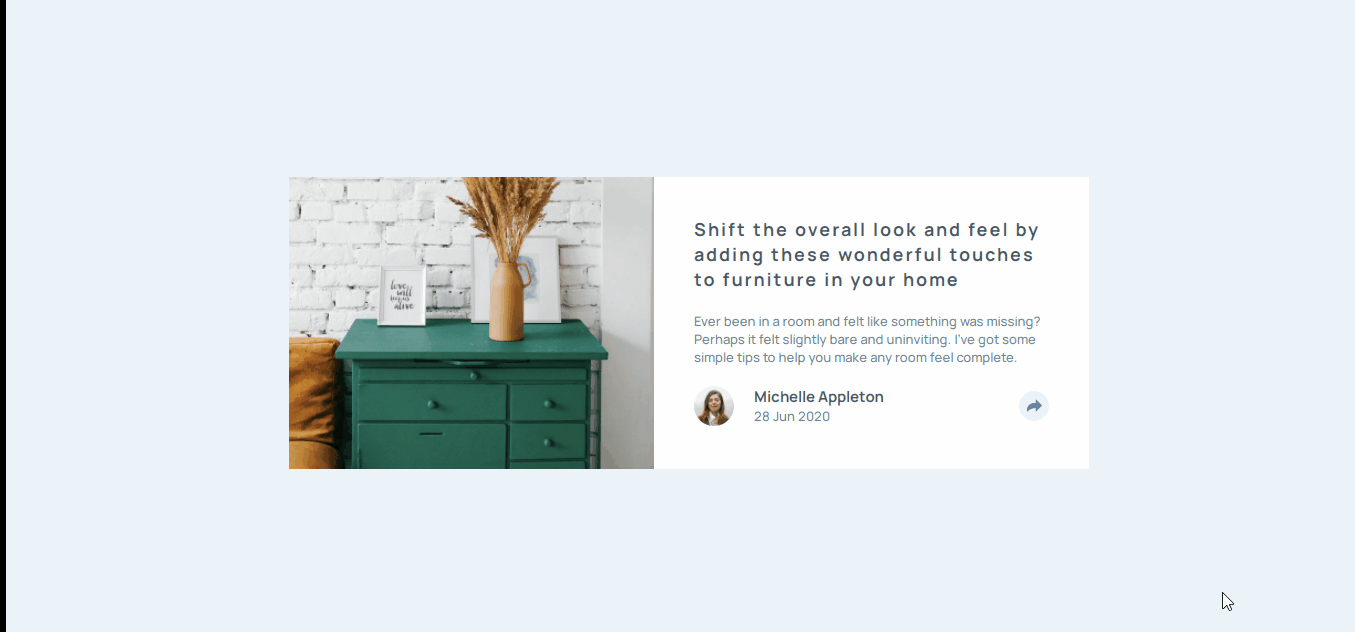 love
will
keep us
alive
Shift the overall look and feel by
adding these wonderful touches
to furniture in your home
Ever been in a room and felt like something was missing?
Perhaps it felt slightly bare and uninviting. I've got some
simple tips to help you make any room feel complete.
Michelle Appleton
28 Jun 2020